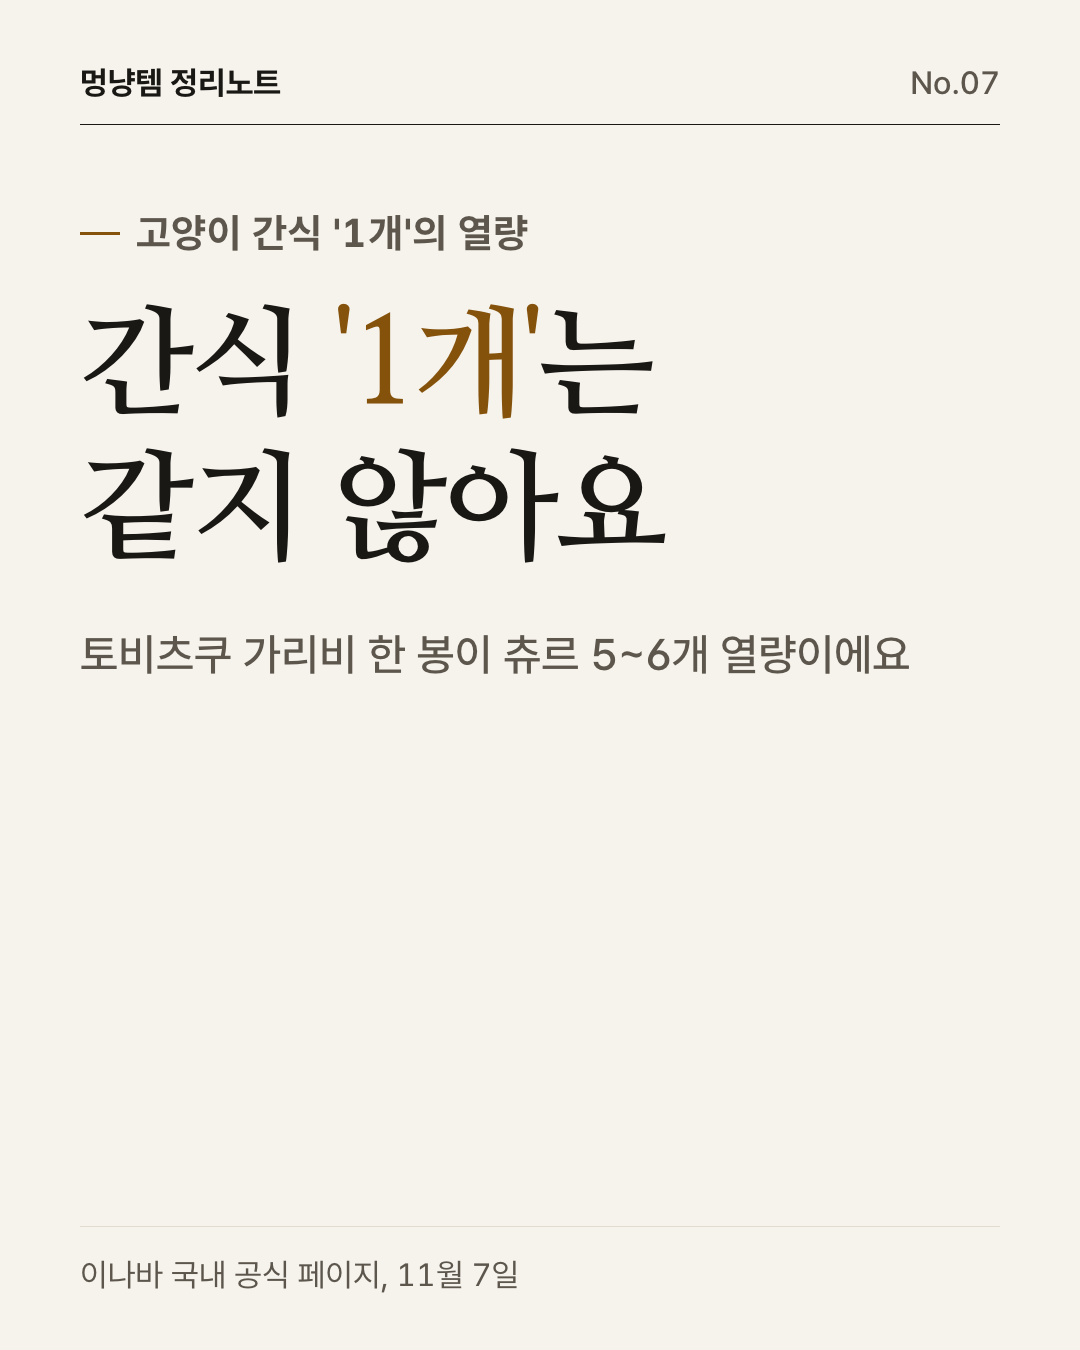 멍냥템 정리노트
No.07
고양이 간식 '1개'의 열량
간식 '1개'는
같지 않아요
토비츠쿠 가리비 한 봉이 츄르 5~6개 열량이에요
이나바 국내 공식 페이지, 11월 7일